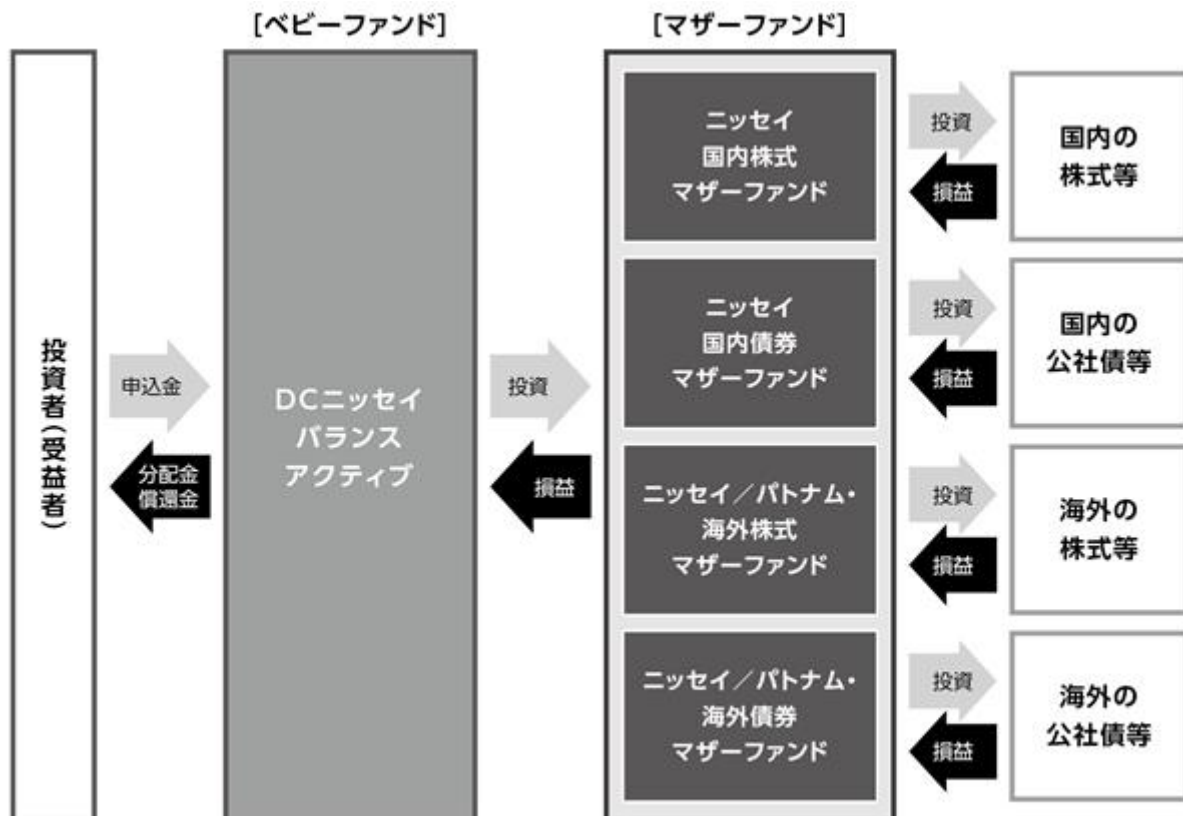 [ベビーファンド]
[マザーファンド]
投資者(受益者)
申込金
分配金
償還金
DCニッセイ
バランス
アクティブ
投資
損益
ニッセイ
国内株式
マザーファンド
投資
損益
国内の
株式等
ニッセイ
国内債券
マザーファンド
投資
損益
国内の
公社債等
ニッセイ/パトナム・
海外株式
マザーファンド
投資
損益
海外の
株式等
ニッセイ/パトナム・
海外債券
マザーファンド
投資
損益
海外の
公社債等